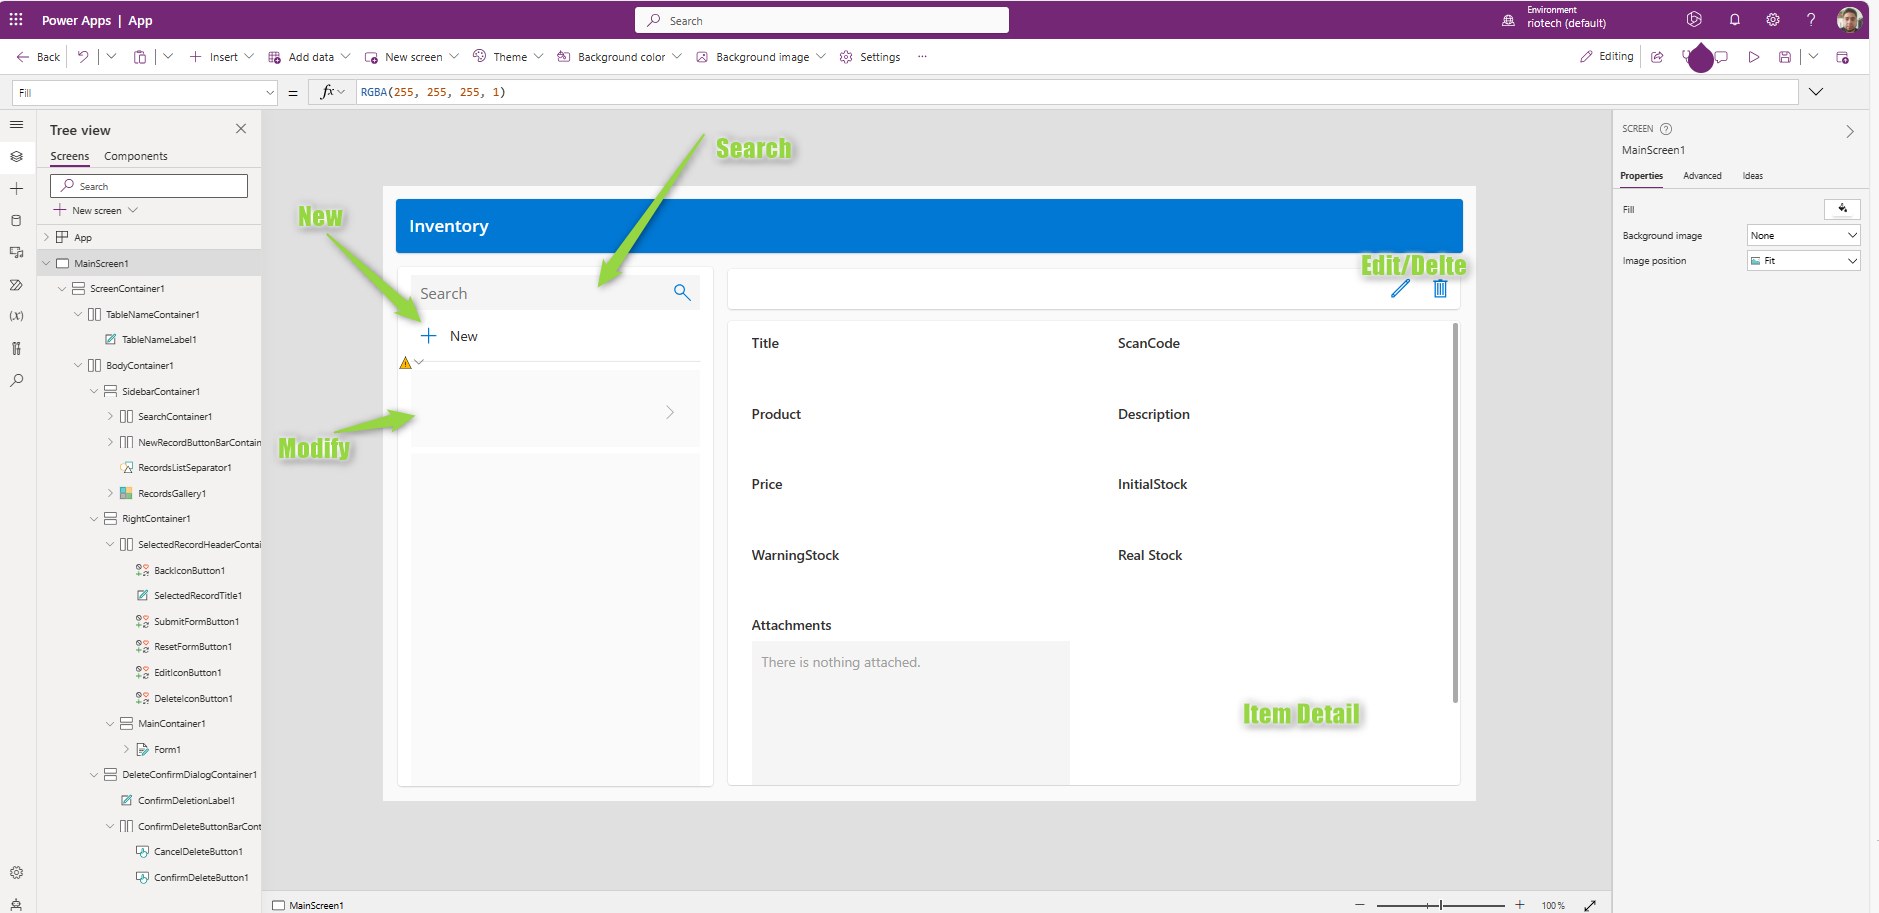 Power Apps | App
Search
Environment
riotech (default)
?
Back
Insert
Add data
New screen
Theme
Background color
Background image
Settings
...
Editing
Fill
=
fx
RGBA(255, 255, 255, 1)
Tree view
Screens
Components
Search
New screen
App
MainScreen1
ScreenContainer1
TableNameContainer1
TableNameLabel1
BodyContainer1
SidebarContainer1
SearchContainer1
NewRecordButtonBarContain
RecordsListSeparator1
RecordsGallery1
RightContainer1
SelectedRecordHeaderContai
BackIconButton1
SelectedRecordTitle1
SubmitFormButton1
ResetFormButton1
EditIconButton1
DeleteIconButton1
MainContainer1
Form1
DeleteConfirmDialogContainer1
ConfirmDeletionLabel1
ConfirmDeleteButtonBarCont
CancelDeleteButton1
ConfirmDeleteButton1
(x)
Search
New
Modify
Edit/Delte
Item Detail
Inventory
Search
New
Title
ScanCode
Product
Description
Price
InitialStock
WarningStock
Real Stock
Attachments
There is nothing attached.
MainScreen1
100 %
SCREEN
?
MainScreen1
Properties
Advanced
Ideas
Fill
Background image
None
Image position
Fit